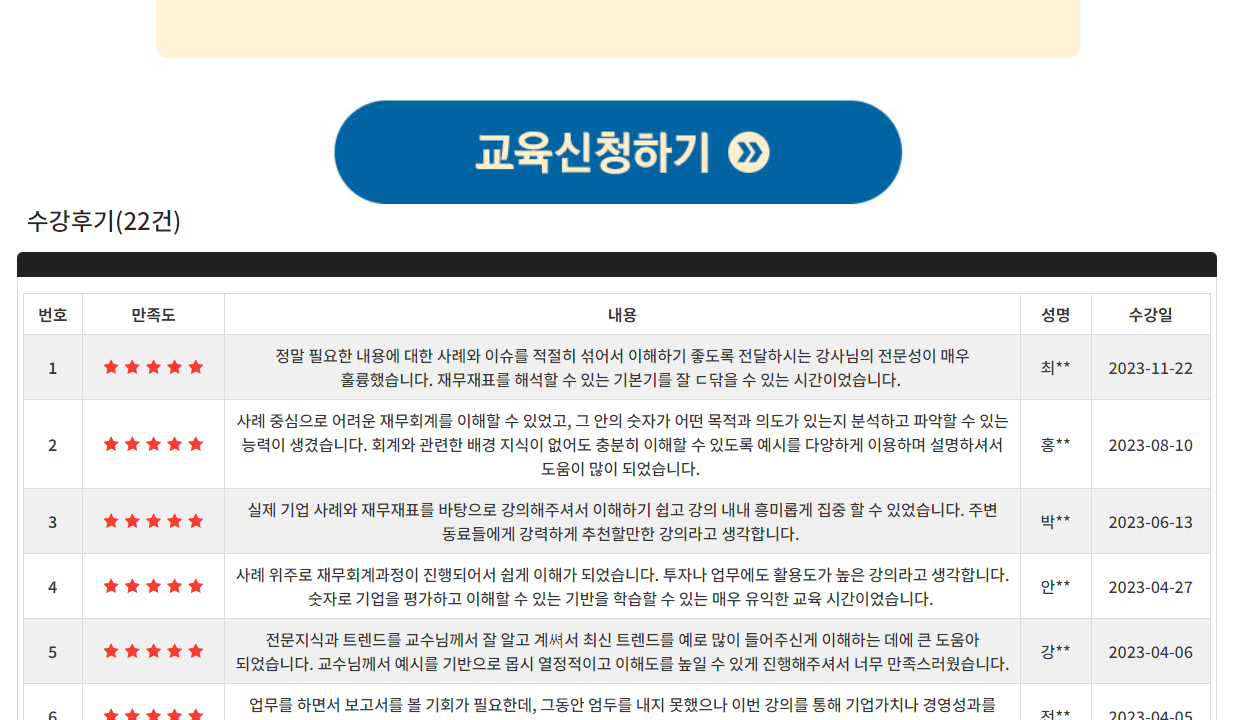 교육신청하기
수강후기(22건)
번호 만족도 내용 성명 수강일
1 정말 필요한 내용에 대한 사례와 이슈를 적절히 섞어서 이해하기 좋도록 전달하시는 강사님의 전문성이 매우 최** 2023-11-22
훌륭했습니다. 재무재표를 해석할 수 있는 기본기를 잘 ㄷ닦을 수 있는 시간이었습니다.
2 사례 중심으로 어려운 재무회계를 이해할 수 있었고, 그 안의 숫자가 어떤 목적과 의도가 있는지 분석하고 파악할 수 있는 홍** 2023-08-10
능력이 생겼습니다. 회계와 관련한 배경 지식이 없어도 충분히 이해할 수 있도록 예시를 다양하게 이용하며 설명하셔서
도움이 많이 되었습니다.
3 실제 기업 사례와 재무재표를 바탕으로 강의해주셔서 이해하기 쉽고 강의 내내 흥미롭게 집중 할 수 있었습니다. 주변 박** 2023-06-13
동료들에게 강력하게 추천할만한 강의라고 생각합니다.
4 사례 위주로 재무회계과정이 진행되어서 쉽게 이해가 되었습니다. 투자나 업무에도 활용도가 높은 강의라고 생각합니다. 안** 2023-04-27
숫자로 기업을 평가하고 이해할 수 있는 기반을 학습할 수 있는 매우 유익한 교육 시간이었습니다.
5 전문지식과 트렌드를 교수님께서 잘 알고 계셔서 최신 트렌드를 예로 많이 들어주신게 이해하는 데에 큰 도움아 강** 2023-04-06
되었습니다. 교수님께서 예시를 기반으로 몹시 열정적이고 이해도를 높일 수 있게 진행해주셔서 너무 만족스러웠습니다.
6 업무를 하면서 보고서를 볼 기회가 필요한데, 그동안 엄두를 내지 못했으나 이번 강의를 통해 기업가치나 경영성과를 2023-04-05